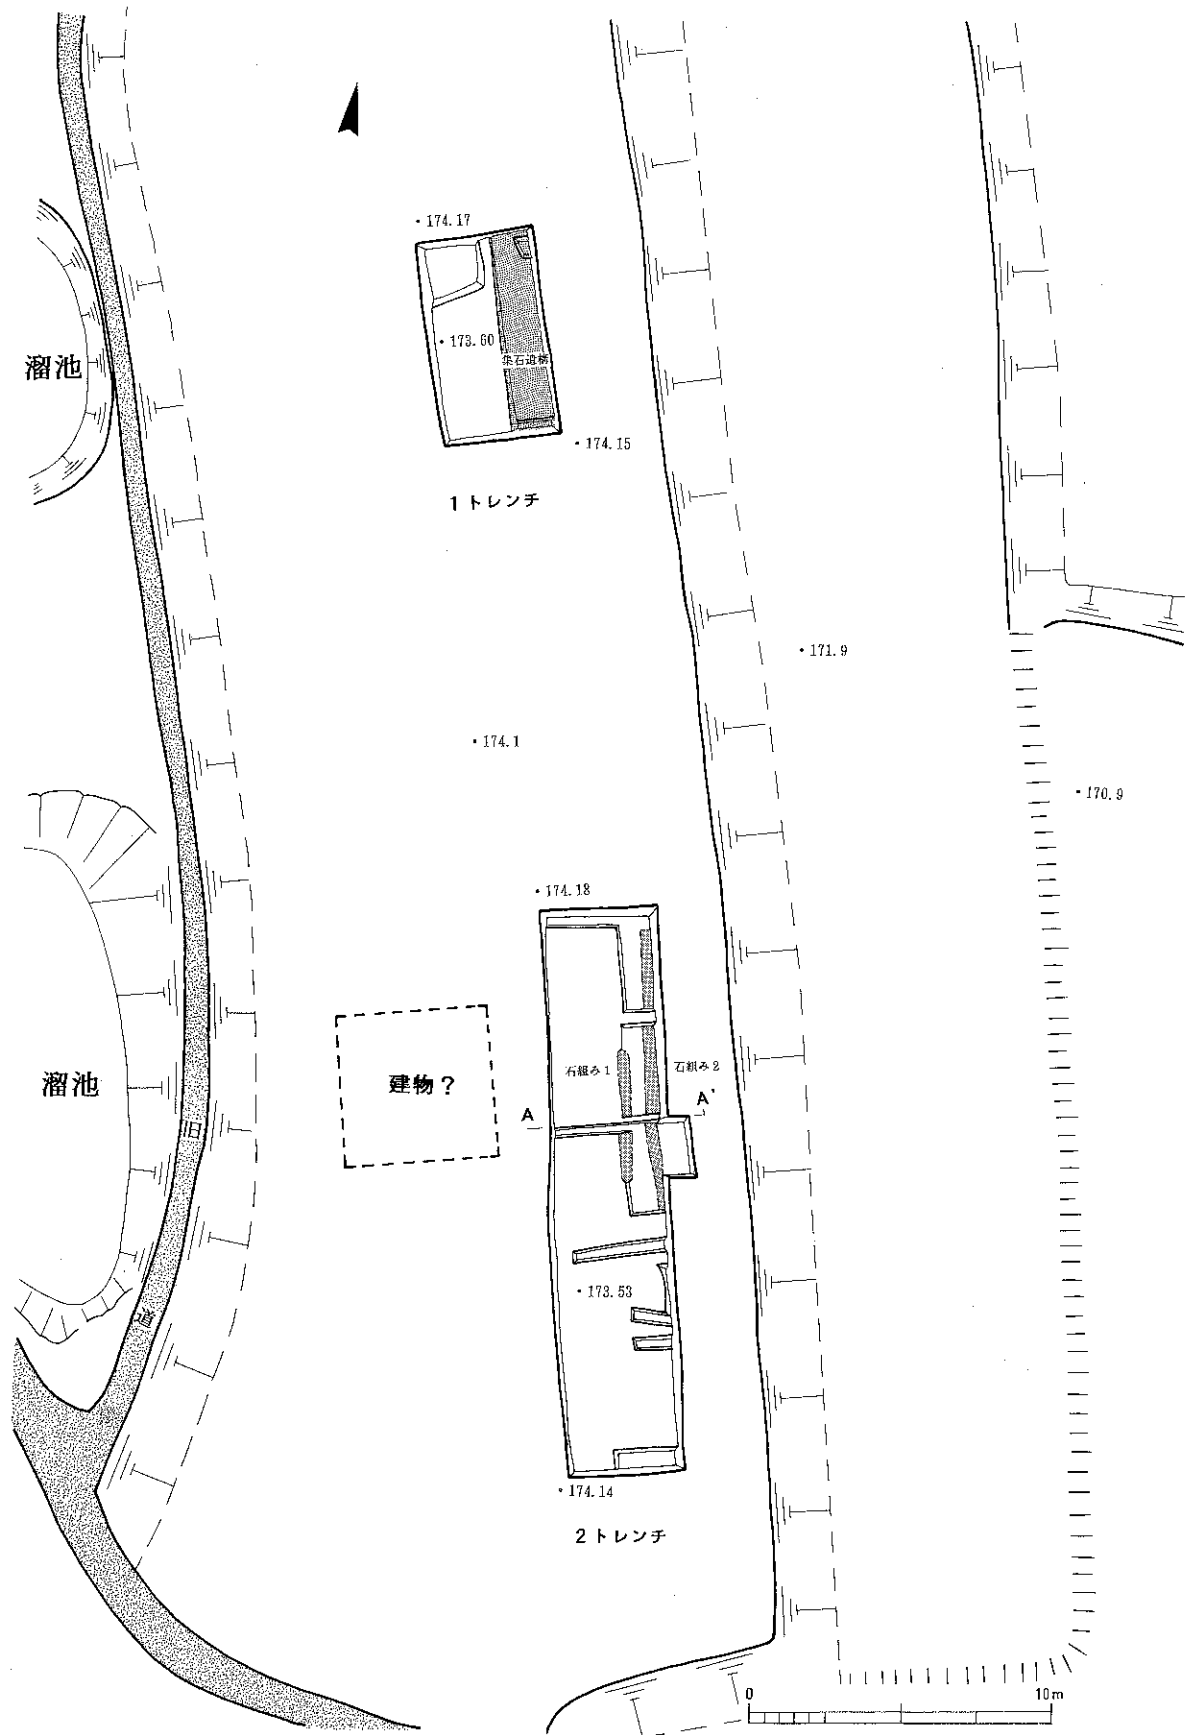 ・174.17
溜池
・173.60
集石遺構
・174.15
1トレンチ
・171.9
・174.1
・170.9
・174.18
建物？
石組み1
石組み2
溜池
A
A'
旧
道
・173.53
・174.14
2トレンチ
0
10m